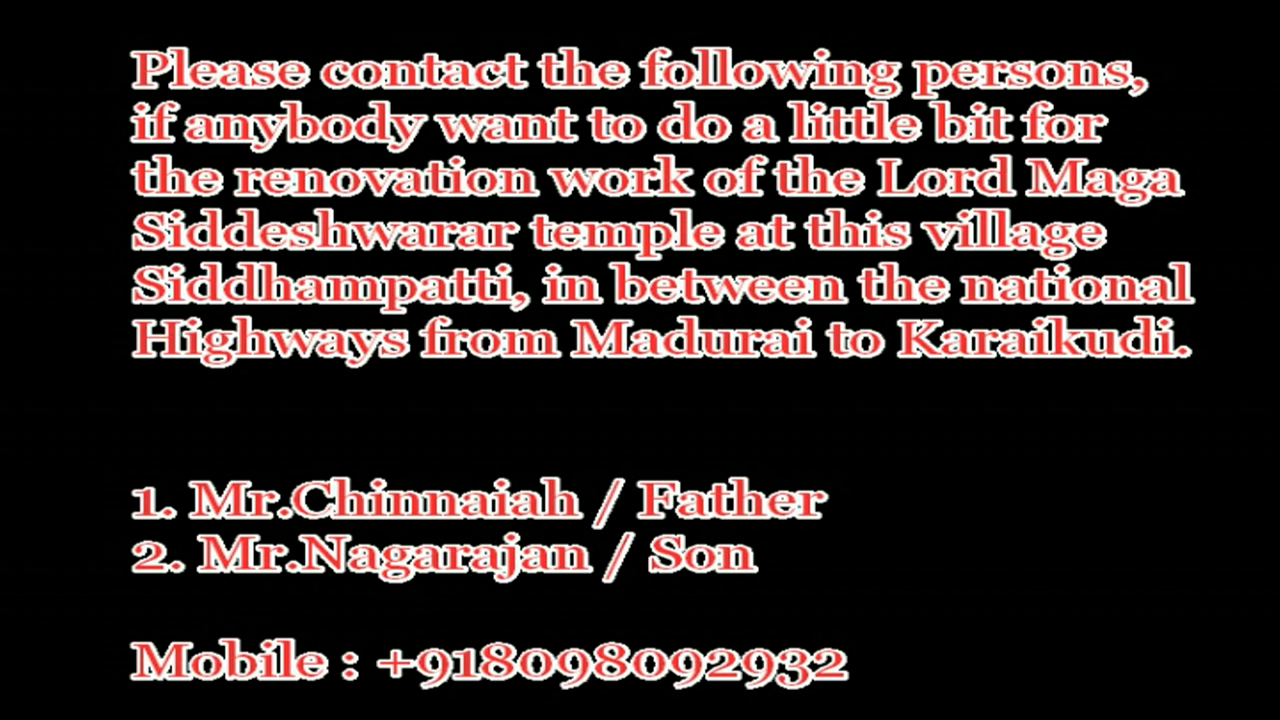 Please contact the following persons,
if anybody want to do a little bit for
the renovation work of the Lord Maga
Siddeshwarar temple at this village
Siddhampatti, in between the national
Highways from Madurai to Karaikudi.
1. Mr.Chinnaiah / Father
2. Mr.Nagarajan / Son
Mobile : +918098092932